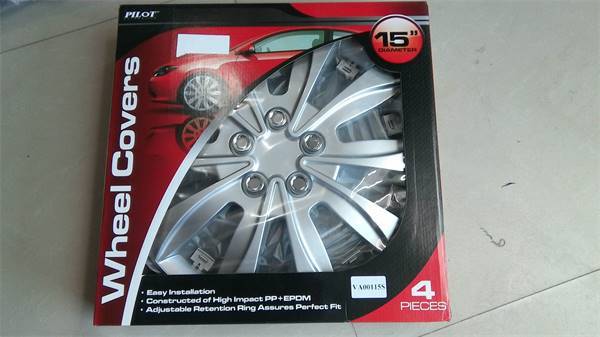 PILOT
15"
DIAMETER
Wheel Covers
• Easy Installation
• Constructed of High Impact PP+EPDM
• Adjustable Retention Ring Assures Perfect Fit
VA00115S
4
PIECES